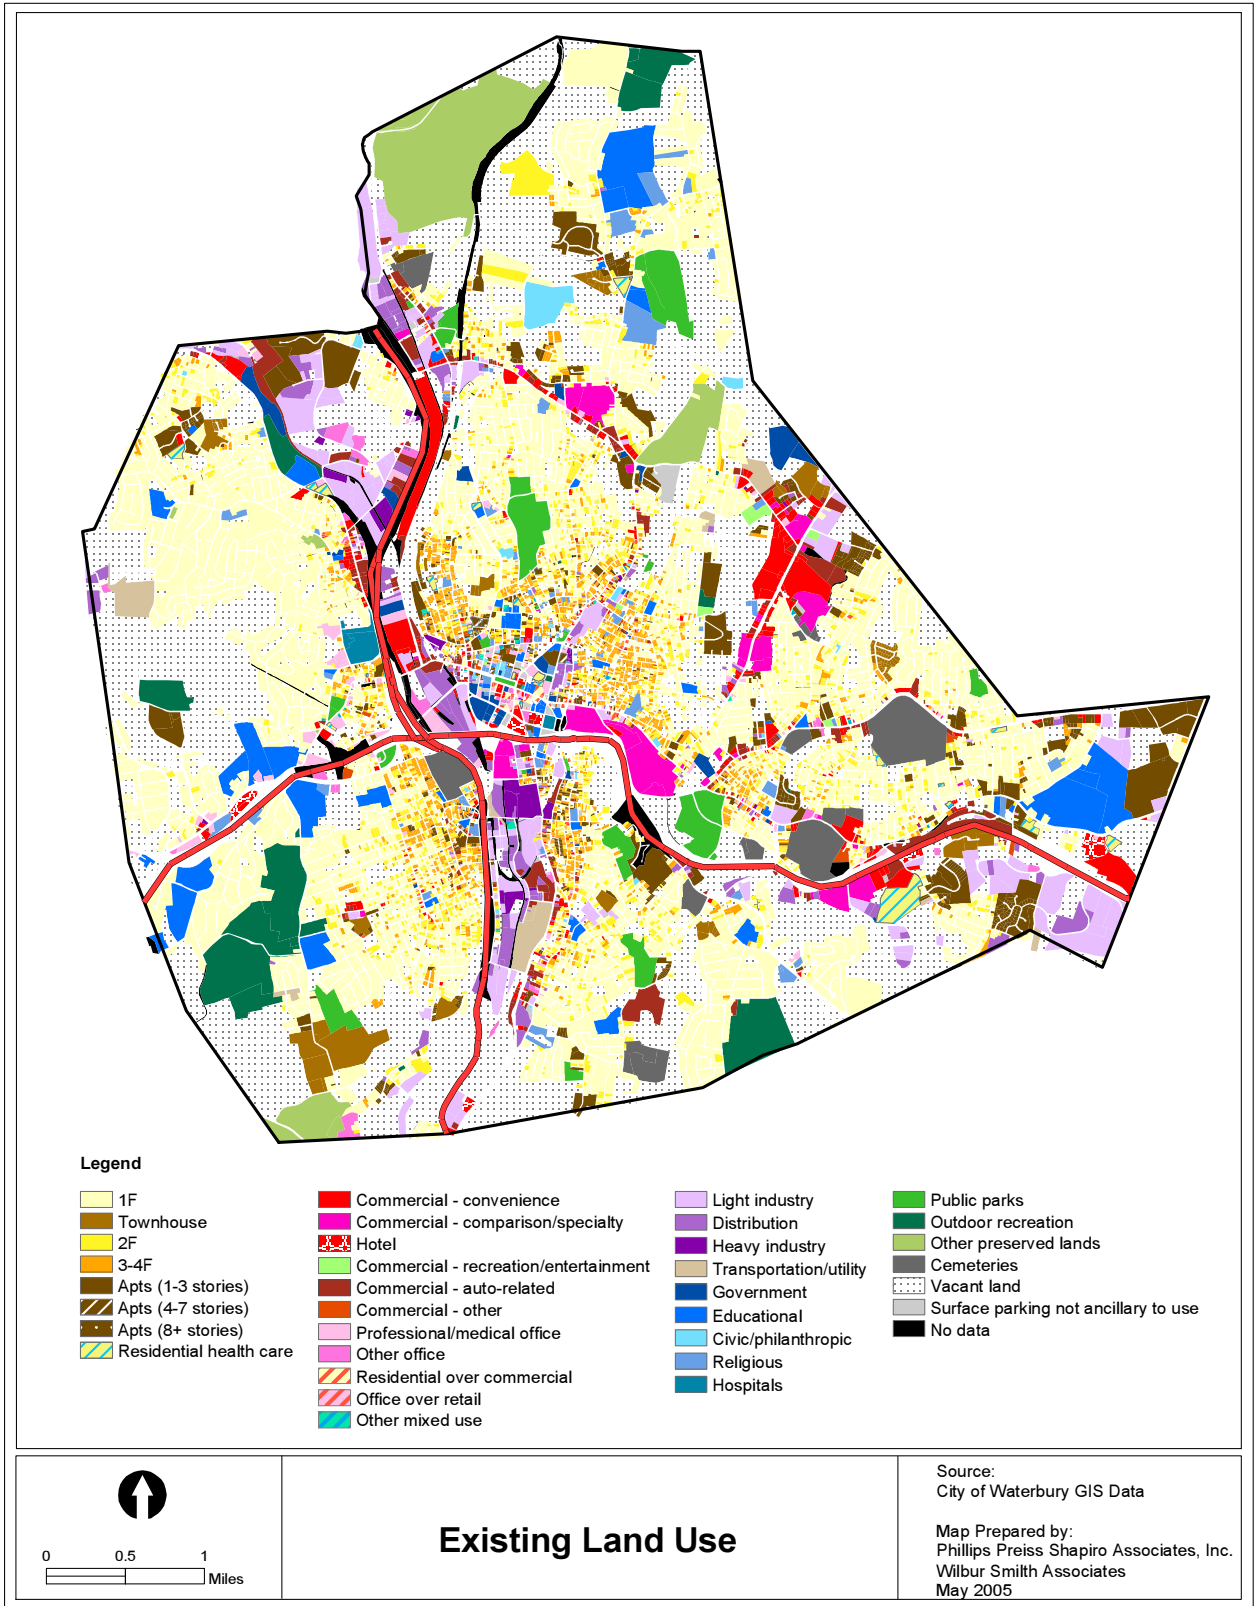 Legend
1F
Townhouse
2F
3-4F
Apts (1-3 stories)
Apts (4-7 stories)
Apts (8+ stories)
Residential health care
Commercial - convenience
Commercial - comparison/specialty
Hotel
Commercial - recreation/entertainment
Commercial - auto-related
Commercial - other
Professional/medical office
Other office
Residential over commercial
Office over retail
Other mixed use
Light industry
Distribution
Heavy industry
Transportation/utility
Government
Educational
Civic/philanthropic
Religious
Hospitals
Public parks
Outdoor recreation
Other preserved lands
Cemeteries
Vacant land
Surface parking not ancillary to use
No data
0 0.5 1
Miles
Existing Land Use
Source:
City of Waterbury GIS Data
Map Prepared by:
Phillips Preiss Shapiro Associates, Inc.
Wilbur Smilth Associates
May 2005